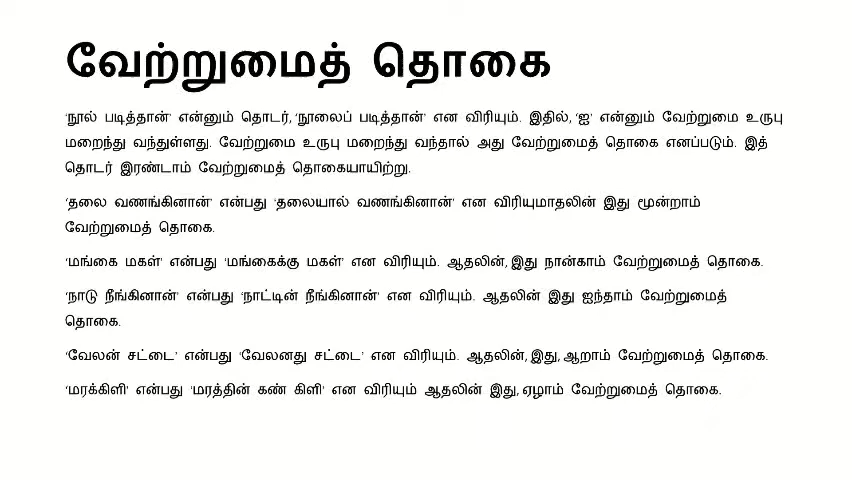 வேற்றுமைத் தொகை
'நூல் படித்தான்' என்னும் தொடர், 'நூலைப் படித்தான்' என விரியும். இதில், 'ஐ' என்னும் வேற்றுமை உருபு
மறைந்து வந்துள்ளது. வேற்றுமை உருபு மறைந்து வந்தால் அது வேற்றுமைத் தொகை எனப்படும். இத்
தொடர் இரண்டாம் வேற்றுமைத் தொகையாயிற்று.
'தலை வணங்கினான்' என்பது 'தலையால் வணங்கினான்' என விரியுமாதலின் இது மூன்றாம்
வேற்றுமைத் தொகை.
'மங்கை மகள்' என்பது 'மங்கைக்கு மகள்' என விரியும். ஆதலின், இது நான்காம் வேற்றுமைத் தொகை.
'நாடு நீங்கினான்' என்பது 'நாட்டின் நீங்கினான்' என விரியும். ஆதலின் இது ஐந்தாம் வேற்றுமைத்
தொகை.
'வேலன் சட்டை' என்பது 'வேலனது சட்டை' என விரியும். ஆதலின், இது, ஆறாம் வேற்றுமைத் தொகை.
'மரக்கிளி' என்பது 'மரத்தின் கண் கிளி' என விரியும் ஆதலின் இது, ஏழாம் வேற்றுமைத் தொகை.